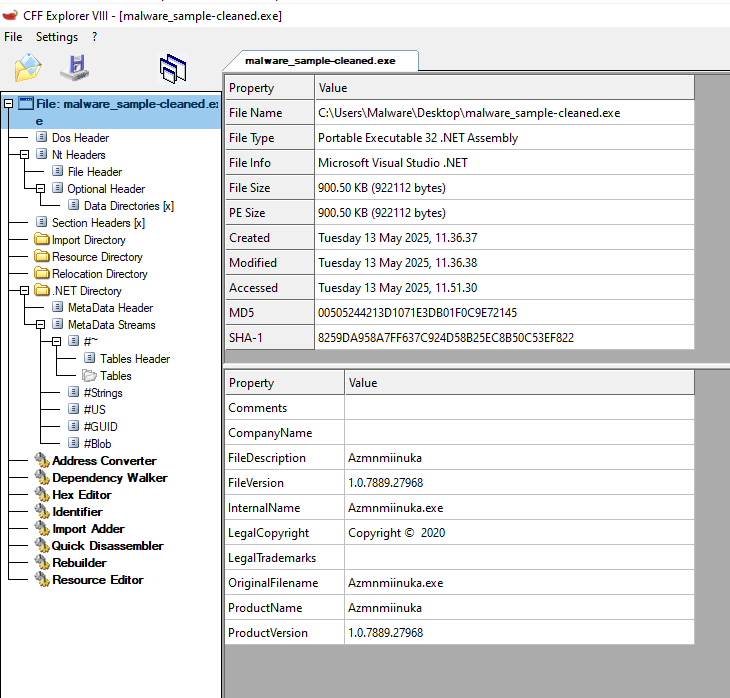 CFF Explorer VIII - [malware_sample-cleaned.exe]
File Settings ?
malware_sample-cleaned.exe
File: malware_sample-cleaned.ex
e
Dos Header
Nt Headers
File Header
Optional Header
Data Directories [x]
Section Headers [x]
Import Directory
Resource Directory
Relocation Directory
.NET Directory
MetaData Header
MetaData Streams
#~
Tables Header
Tables
#Strings
#US
#GUID
#Blob
Address Converter
Dependency Walker
Hex Editor
Identifier
Import Adder
Quick Disassembler
Rebuilder
Resource Editor
Property Value
File Name C:\Users\Malware\Desktop\malware_sample-cleaned.exe
File Type Portable Executable 32 .NET Assembly
File Info Microsoft Visual Studio .NET
File Size 900.50 KB (922112 bytes)
PE Size 900.50 KB (922112 bytes)
Created Tuesday 13 May 2025, 11.36.37
Modified Tuesday 13 May 2025, 11.36.38
Accessed Tuesday 13 May 2025, 11.51.30
MD5 00505244213D1071E3DB01F0C9E72145
SHA-1 8259DA958A7FF637C924D58B25EC8B50C53EF822
Property Value
Comments
CompanyName
FileDescription Azmnmiinuka
FileVersion 1.0.7889.27968
InternalName Azmnmiinuka.exe
LegalCopyright Copyright © 2020
LegalTrademarks
OriginalFilename Azmnmiinuka.exe
ProductName Azmnmiinuka
ProductVersion 1.0.7889.27968